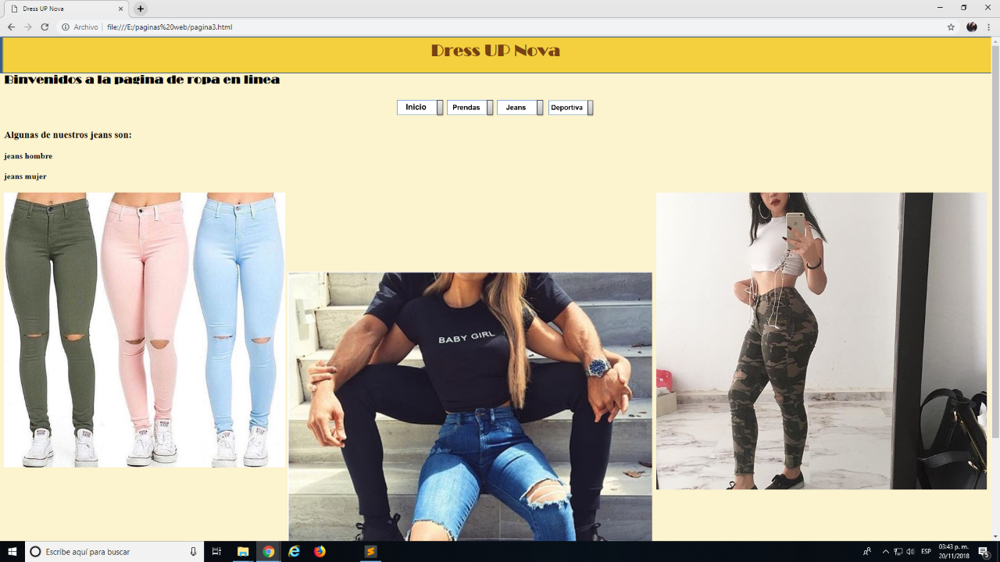 Dress UP Nova
Archivo | file:///E:/paginas%20web/pagina3.html
Dress UP Nova
Binvenidos a la pagina de ropa en linea
Inicio Prendas Jeans Deportiva
Algunas de nuestros jeans son:
jeans hombre
jeans mujer
BABY GIRL
Escribe aquí para buscar
ESP
03:43 p. m.
20/11/2018
5